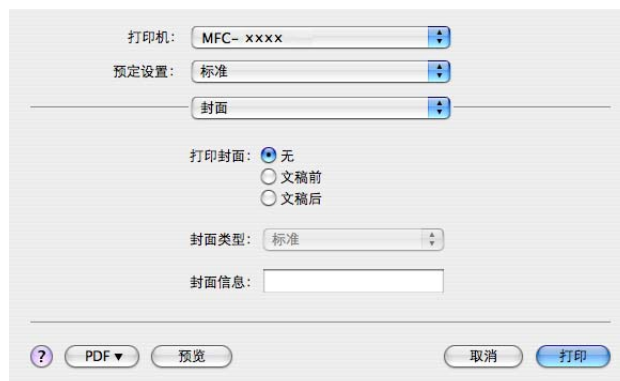 打印机： MFC- xxxx
预定设置： 标准
封面
打印封面： 无
文稿前
文稿后
封面类型： 标准
封面信息：
? PDF▼ 预览 取消 打印